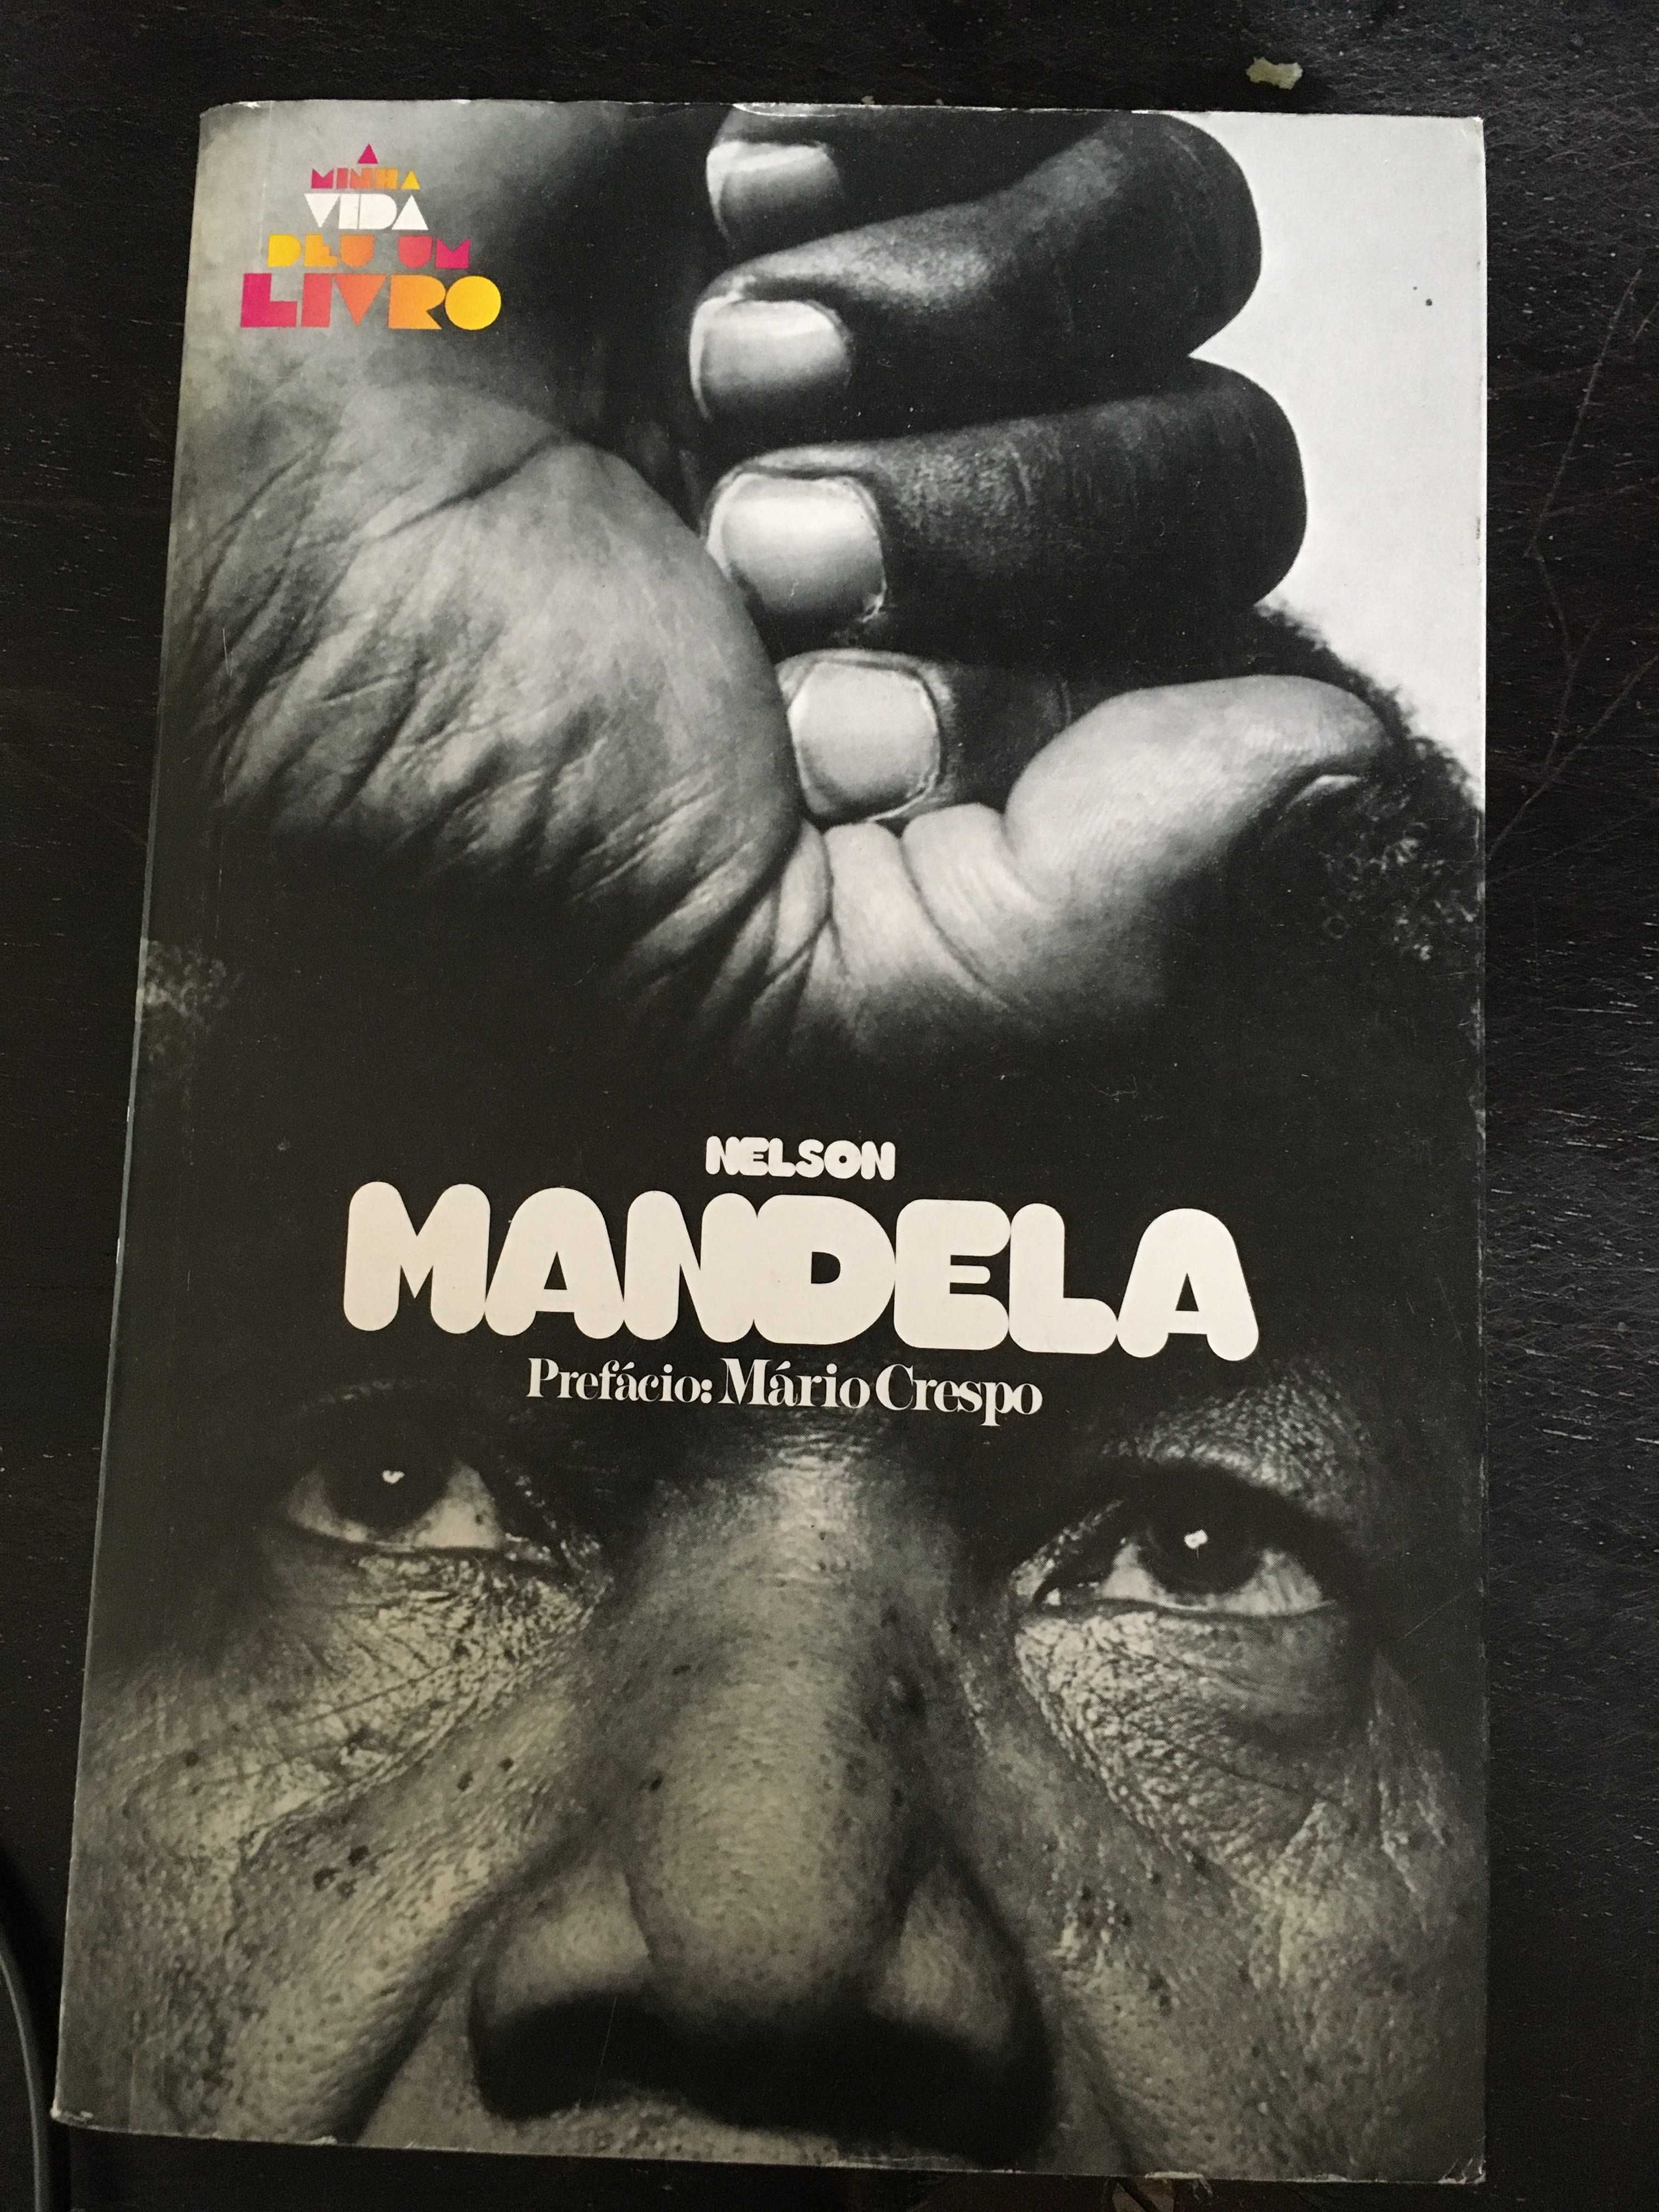 A
MINHA
VIDA
DEU UM
LIVRO
NELSON
MANDELA
Prefácio: Mário Crespo